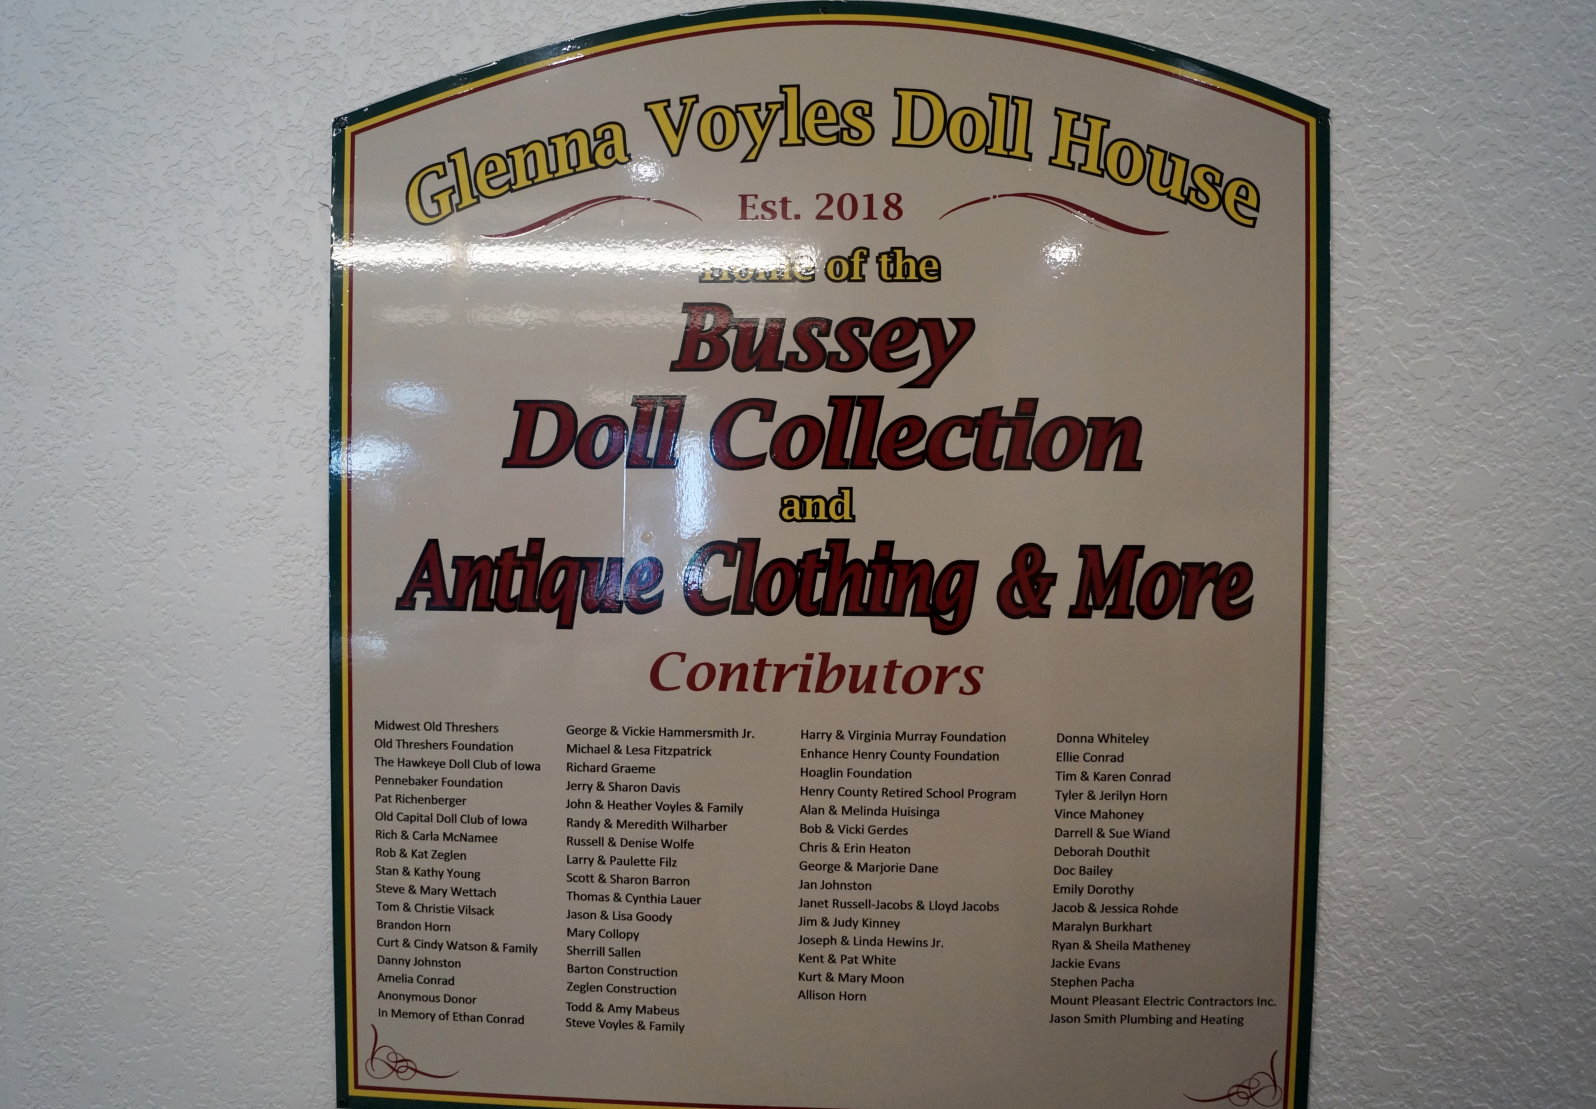 Glenna Voyles Doll House
Est. 2018
Home of the
Bussey
Doll Collection
and
Antique Clothing & More
Contributors
Midwest Old Threshers
Old Threshers Foundation
The Hawkeye Doll Club of Iowa
Pennebaker Foundation
Pat Richenberger
Old Capital Doll Club of Iowa
Rich & Carla McNamee
Rob & Kat Zeglen
Stan & Kathy Young
Steve & Mary Wettach
Tom & Christie Vilsack
Brandon Horn
Curt & Cindy Watson & Family
Danny Johnston
Amelia Conrad
Anonymous Donor
In Memory of Ethan Conrad
George & Vickie Hammersmith Jr.
Michael & Lesa Fitzpatrick
Richard Graeme
Jerry & Sharon Davis
John & Heather Voyles & Family
Randy & Meredith Wilharber
Russell & Denise Wolfe
Larry & Paulette Filz
Scott & Sharon Barron
Thomas & Cynthia Lauer
Jason & Lisa Goody
Mary Collopy
Sherrill Sallen
Barton Construction
Zeglen Construction
Todd & Amy Mabeus
Steve Voyles & Family
Harry & Virginia Murray Foundation
Enhance Henry County Foundation
Hoaglin Foundation
Henry County Retired School Program
Alan & Melinda Huisinga
Bob & Vicki Gerdes
Chris & Erin Heaton
George & Marjorie Dane
Jan Johnston
Janet Russell-Jacobs & Lloyd Jacobs
Jim & Judy Kinney
Joseph & Linda Hewins Jr.
Kent & Pat White
Kurt & Mary Moon
Allison Horn
Donna Whiteley
Ellie Conrad
Tim & Karen Conrad
Tyler & Jerilyn Horn
Vince Mahoney
Darrell & Sue Wiand
Deborah Douthit
Doc Bailey
Emily Dorothy
Jacob & Jessica Rohde
Maralyn Burkhart
Ryan & Sheila Matheney
Jackie Evans
Stephen Pacha
Mount Pleasant Electric Contractors Inc.
Jason Smith Plumbing and Heating